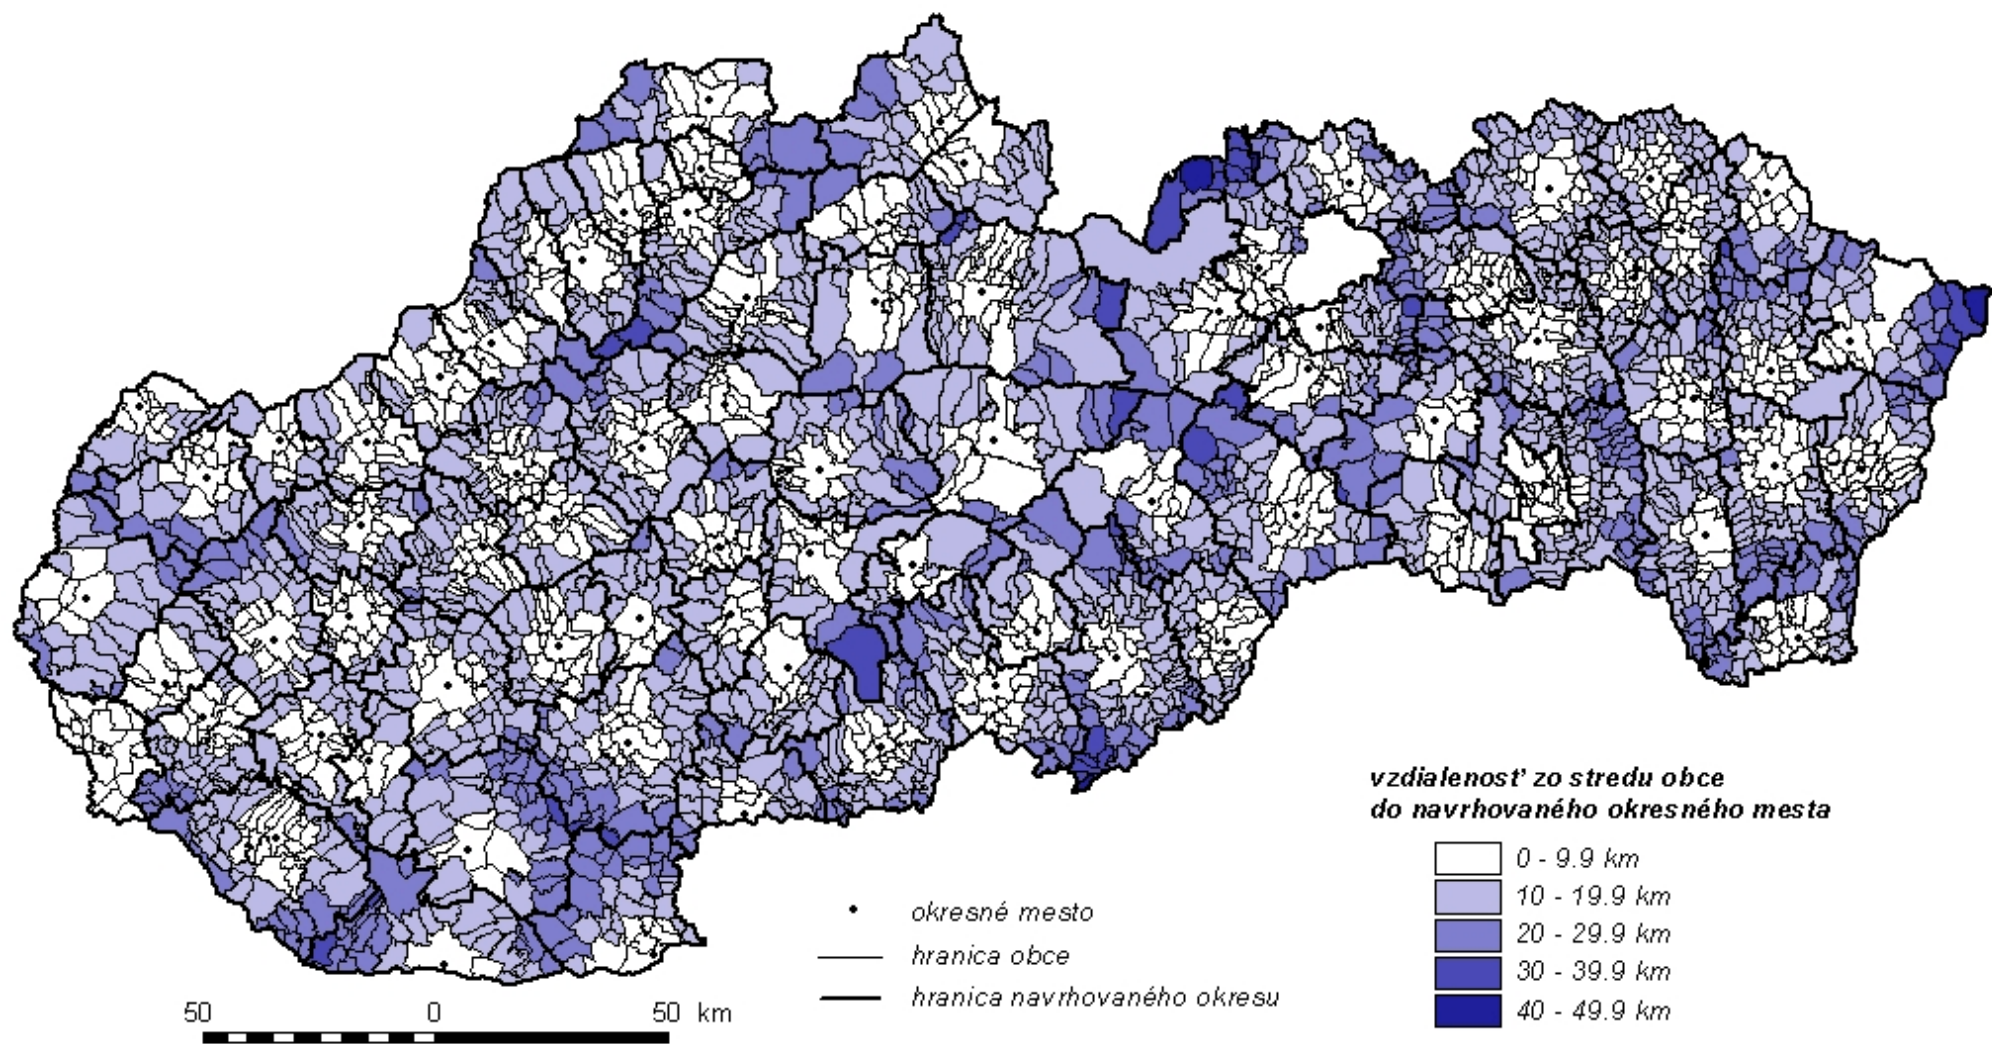 vzdialenosť zo stredu obce
do navrhovaného okresného mesta
0 - 9.9 km
10 - 19.9 km
20 - 29.9 km
30 - 39.9 km
40 - 49.9 km
okresné mesto
hranica obce
hranica navrhovaného okresu
50 0 50 km